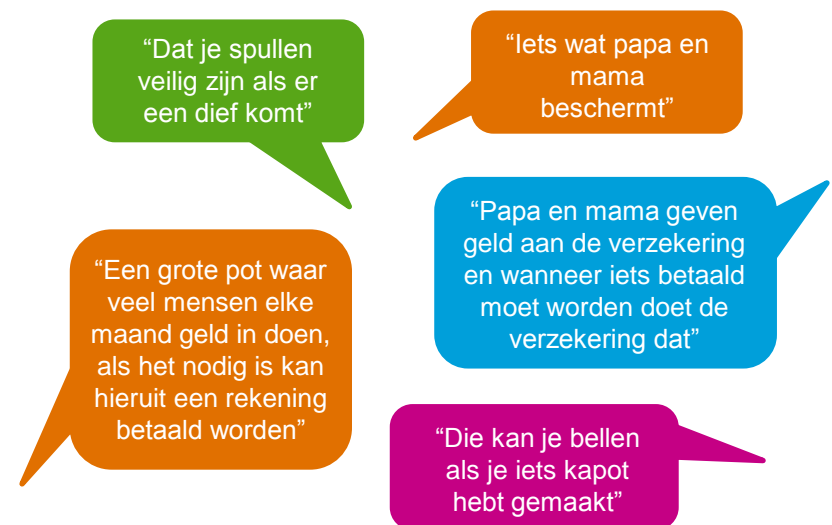 “Dat je spullen
veilig zijn als er
een dief komt”
“Iets wat papa en
mama
beschermt”
“Papa en mama geven
geld aan de verzekering
en wanneer iets betaald
moet worden doet de
verzekering dat”
“Een grote pot waar
veel mensen elke
maand geld in doen,
als het nodig is kan
hieruit een rekening
betaald worden”
“Die kan je bellen
als je iets kapot
hebt gemaakt”